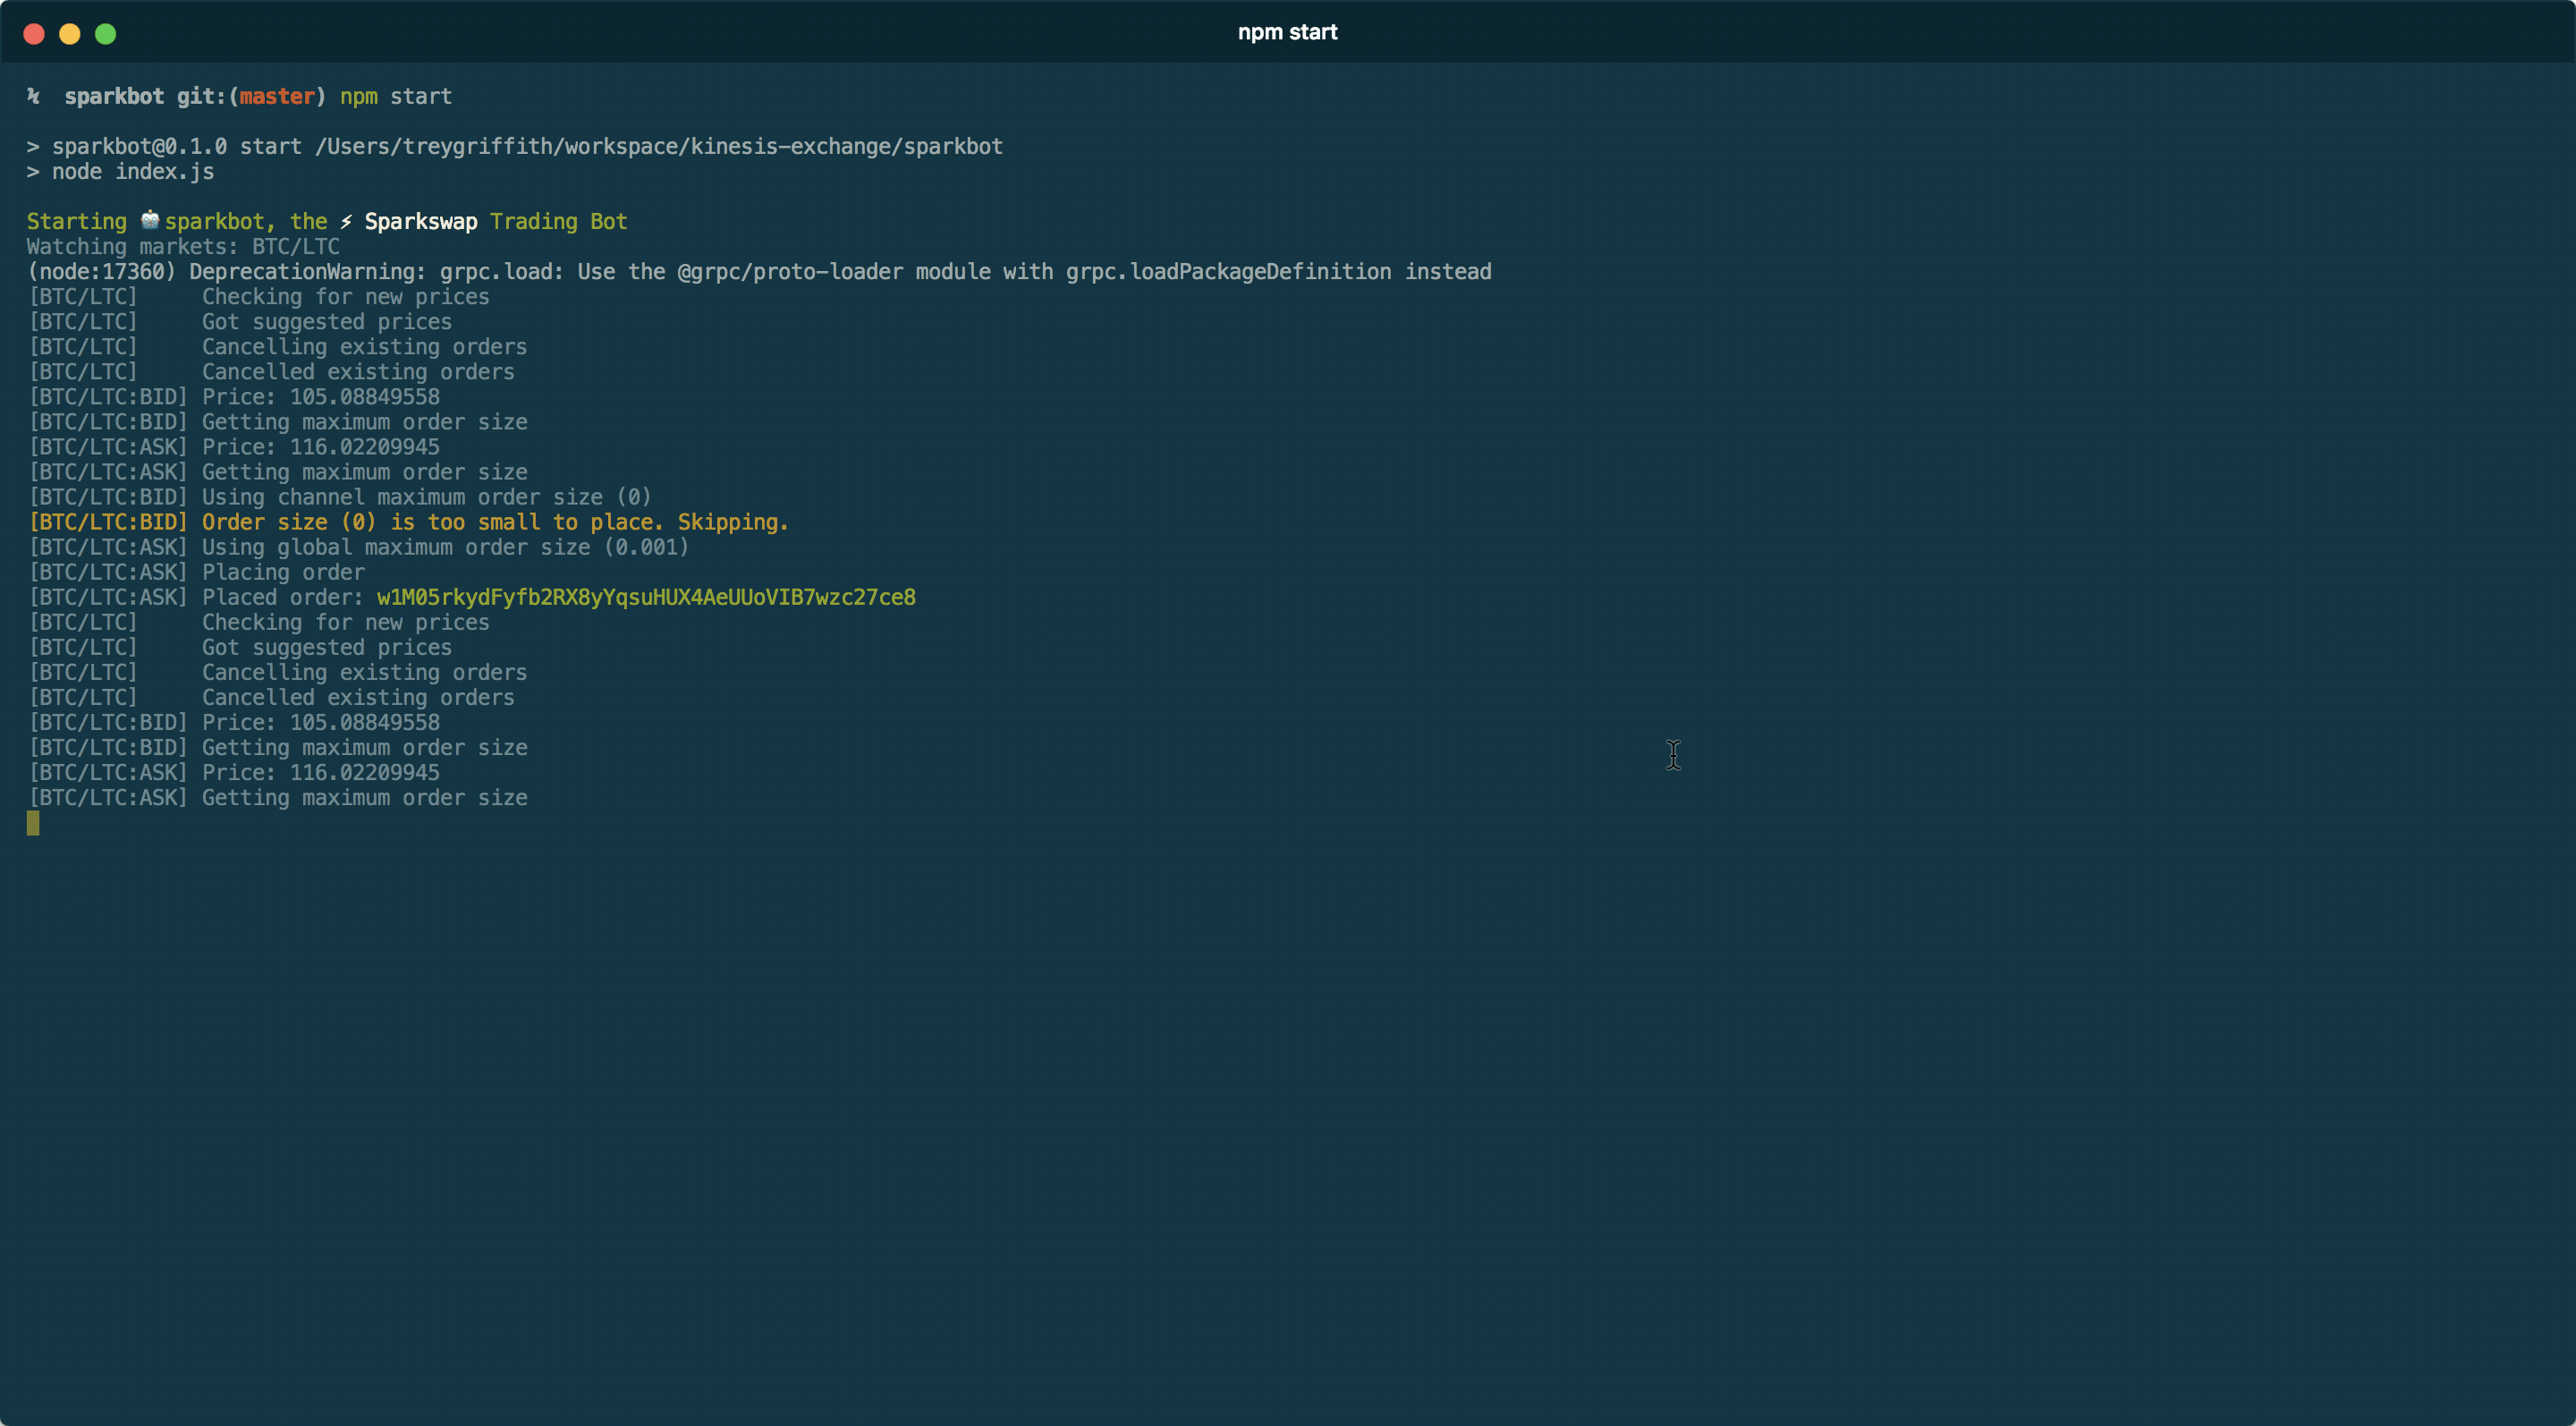 npm start
sparkbot git:(master) npm start
> sparkbot@0.1.0 start /Users/treygriffith/workspace/kinesis-exchange/sparkbot
> node index.js
Starting 🤖sparkbot, the ⚡ Sparkswap Trading Bot
Watching markets: BTC/LTC
(node:17360) DeprecationWarning: grpc.load: Use the @grpc/proto-loader module with grpc.loadPackageDefinition instead
[BTC/LTC]     Checking for new prices
[BTC/LTC]     Got suggested prices
[BTC/LTC]     Cancelling existing orders
[BTC/LTC]     Cancelled existing orders
[BTC/LTC:BID] Price: 105.08849558
[BTC/LTC:BID] Getting maximum order size
[BTC/LTC:ASK] Price: 116.02209945
[BTC/LTC:ASK] Getting maximum order size
[BTC/LTC:BID] Using channel maximum order size (0)
[BTC/LTC:BID] Order size (0) is too small to place. Skipping.
[BTC/LTC:ASK] Using global maximum order size (0.001)
[BTC/LTC:ASK] Placing order
[BTC/LTC:ASK] Placed order: w1M05rkydFyfb2RX8yYqsuHUX4AeUUoVIB7wzc27ce8
[BTC/LTC]     Checking for new prices
[BTC/LTC]     Got suggested prices
[BTC/LTC]     Cancelling existing orders
[BTC/LTC]     Cancelled existing orders
[BTC/LTC:BID] Price: 105.08849558
[BTC/LTC:BID] Getting maximum order size
[BTC/LTC:ASK] Price: 116.02209945
[BTC/LTC:ASK] Getting maximum order size